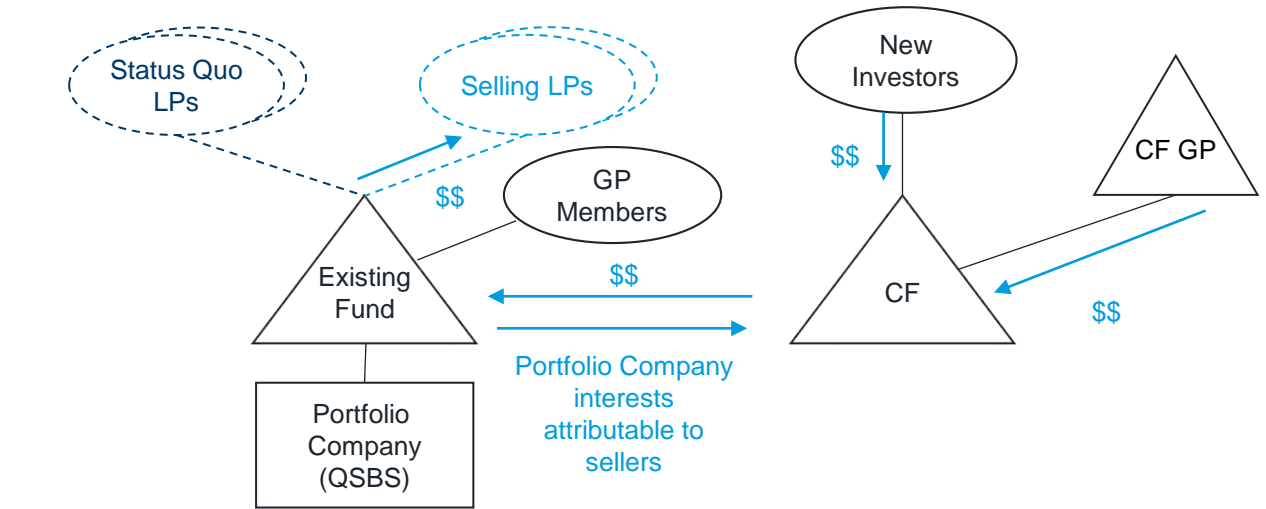 Status Quo
LPs
Selling LPs
New
Investors
CF GP
$$
$$
GP
Members
Existing
Fund
$$
CF
$$
Portfolio Company
interests
attributable to
sellers
Portfolio
Company
(QSBS)